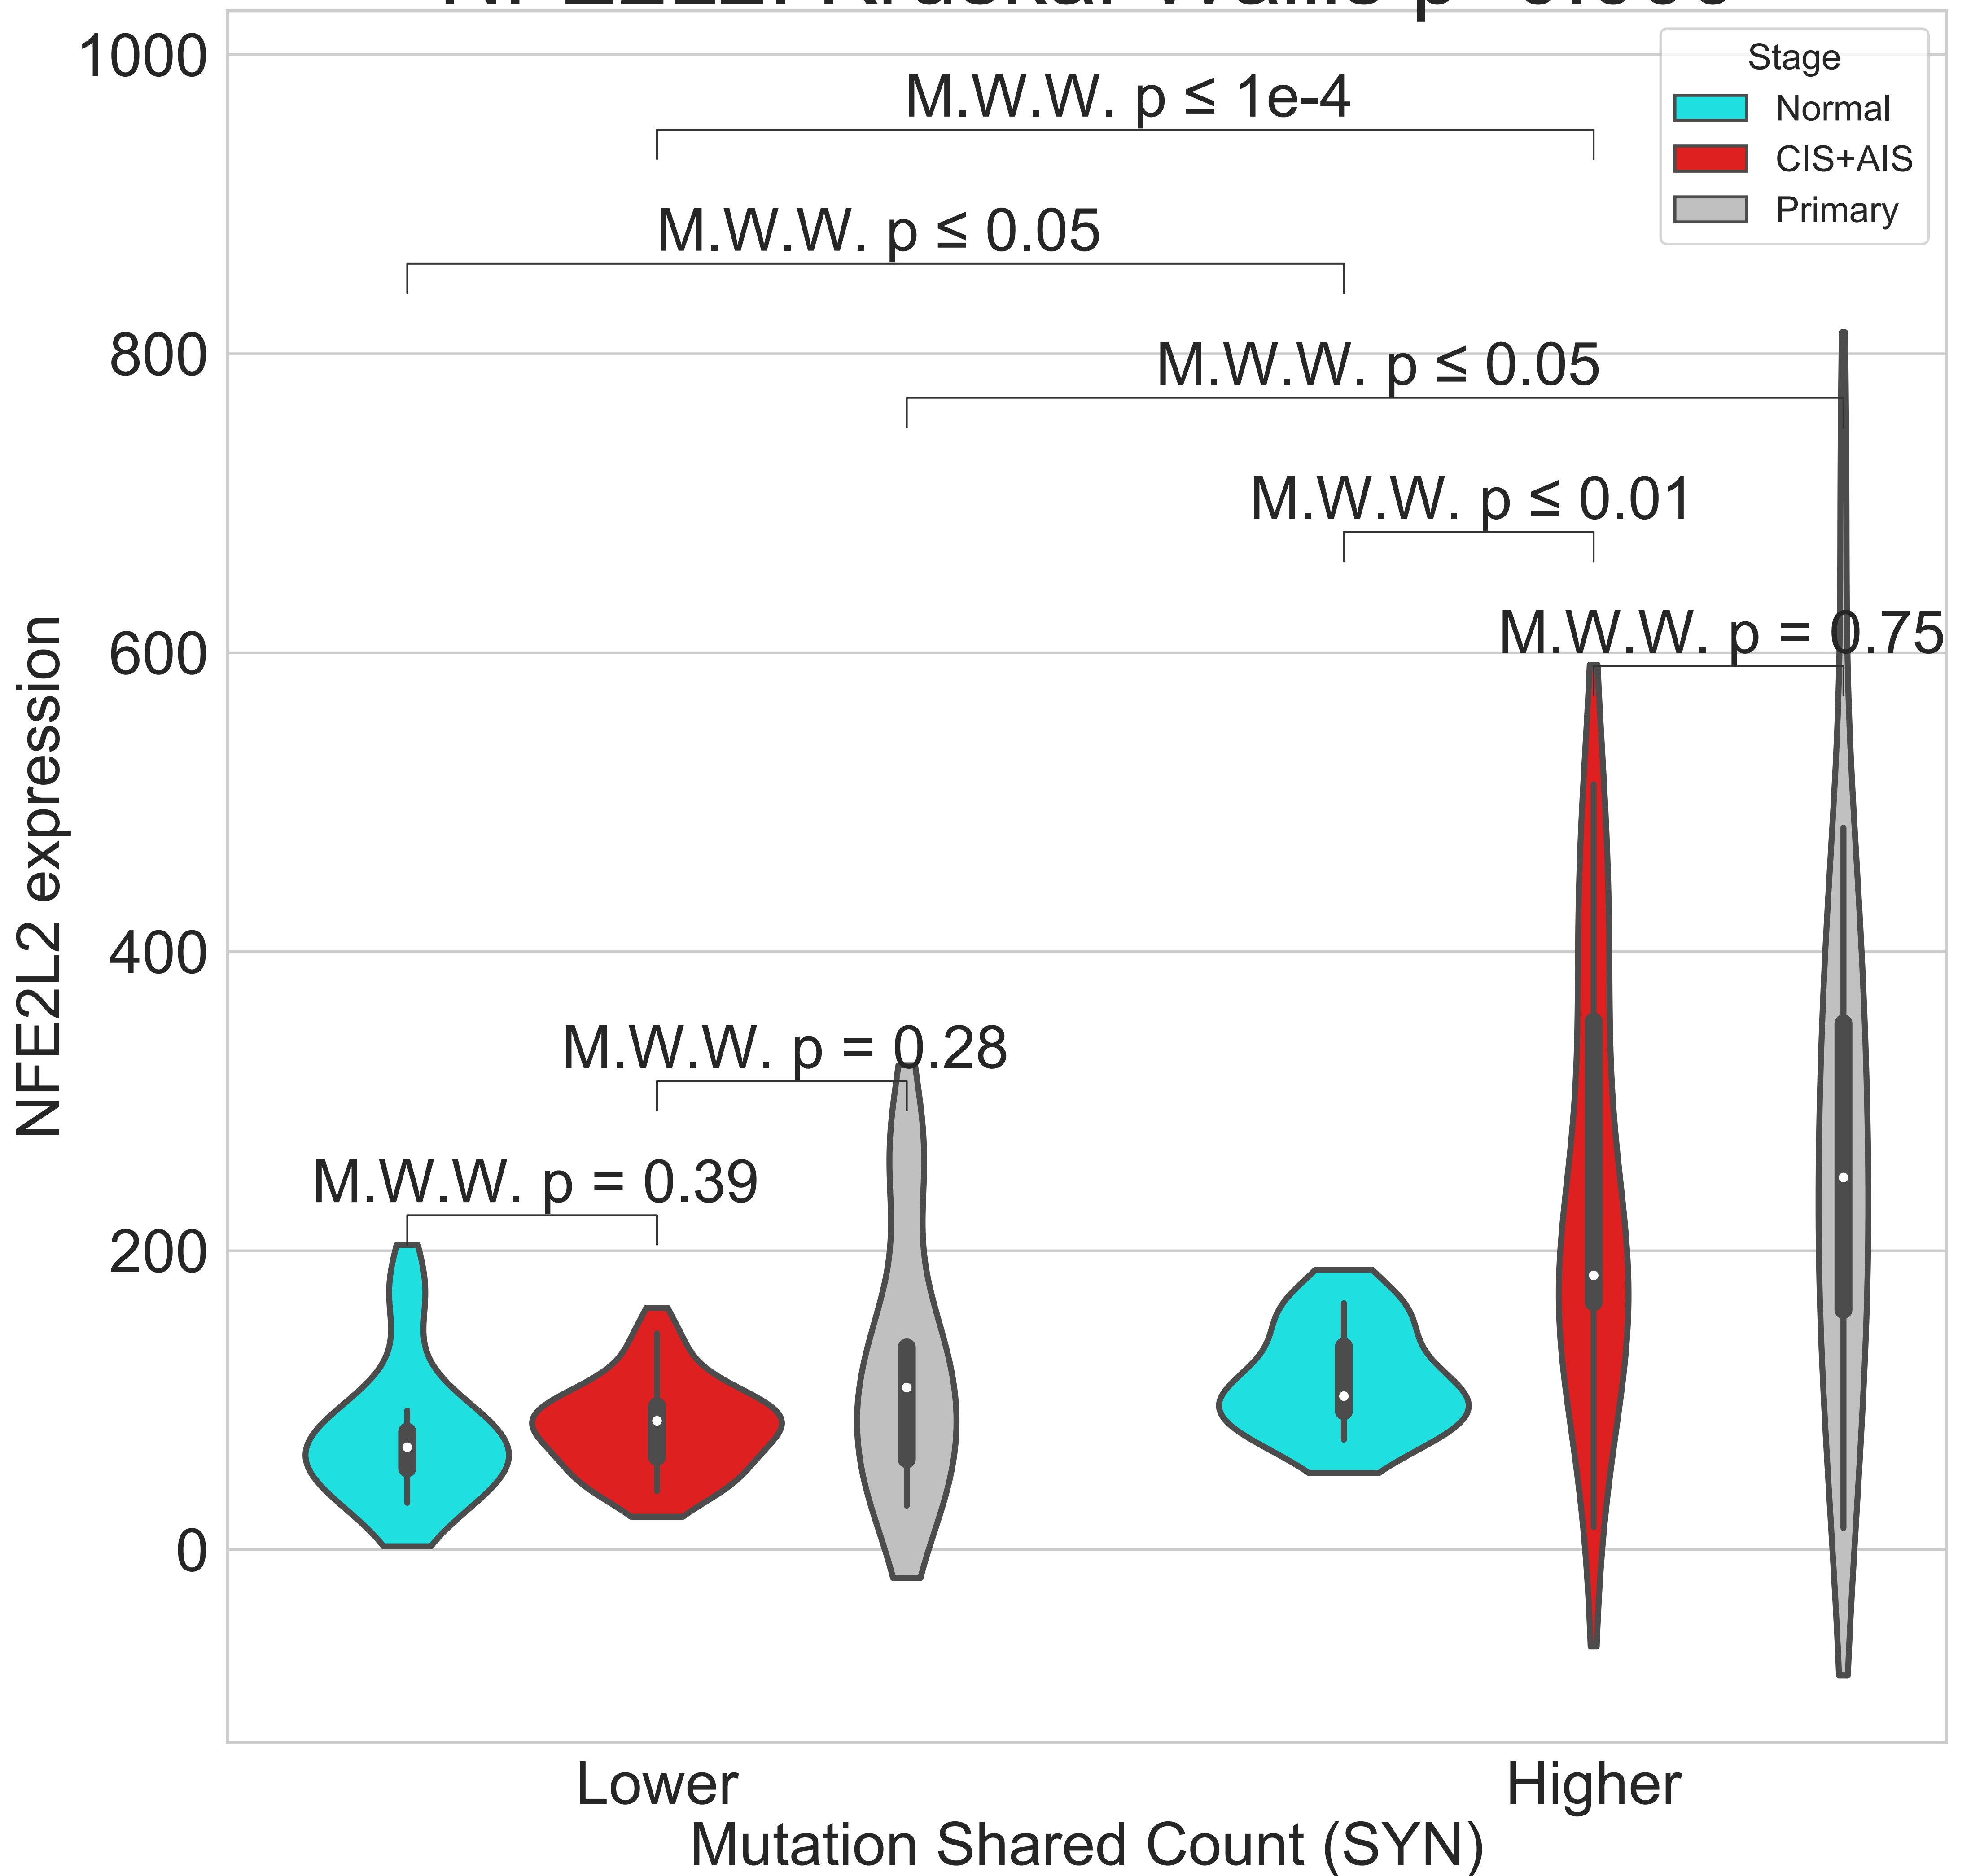 1000
800
600
400
200
0
NFE2L2 expression
M.W.W. p ≤ 1e-4
M.W.W. p ≤ 0.05
M.W.W. p ≤ 0.05
M.W.W. p ≤ 0.01
M.W.W. p = 0.75
M.W.W. p = 0.28
M.W.W. p = 0.39
Stage
Normal
CIS+AIS
Primary
Lower
Higher
Mutation Shared Count (SYN)